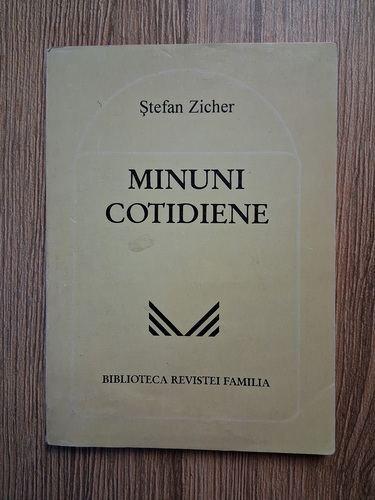 Ştefan Zicher
MINUNI
COTIDIENE
BIBLIOTECA REVISTEI FAMILIA